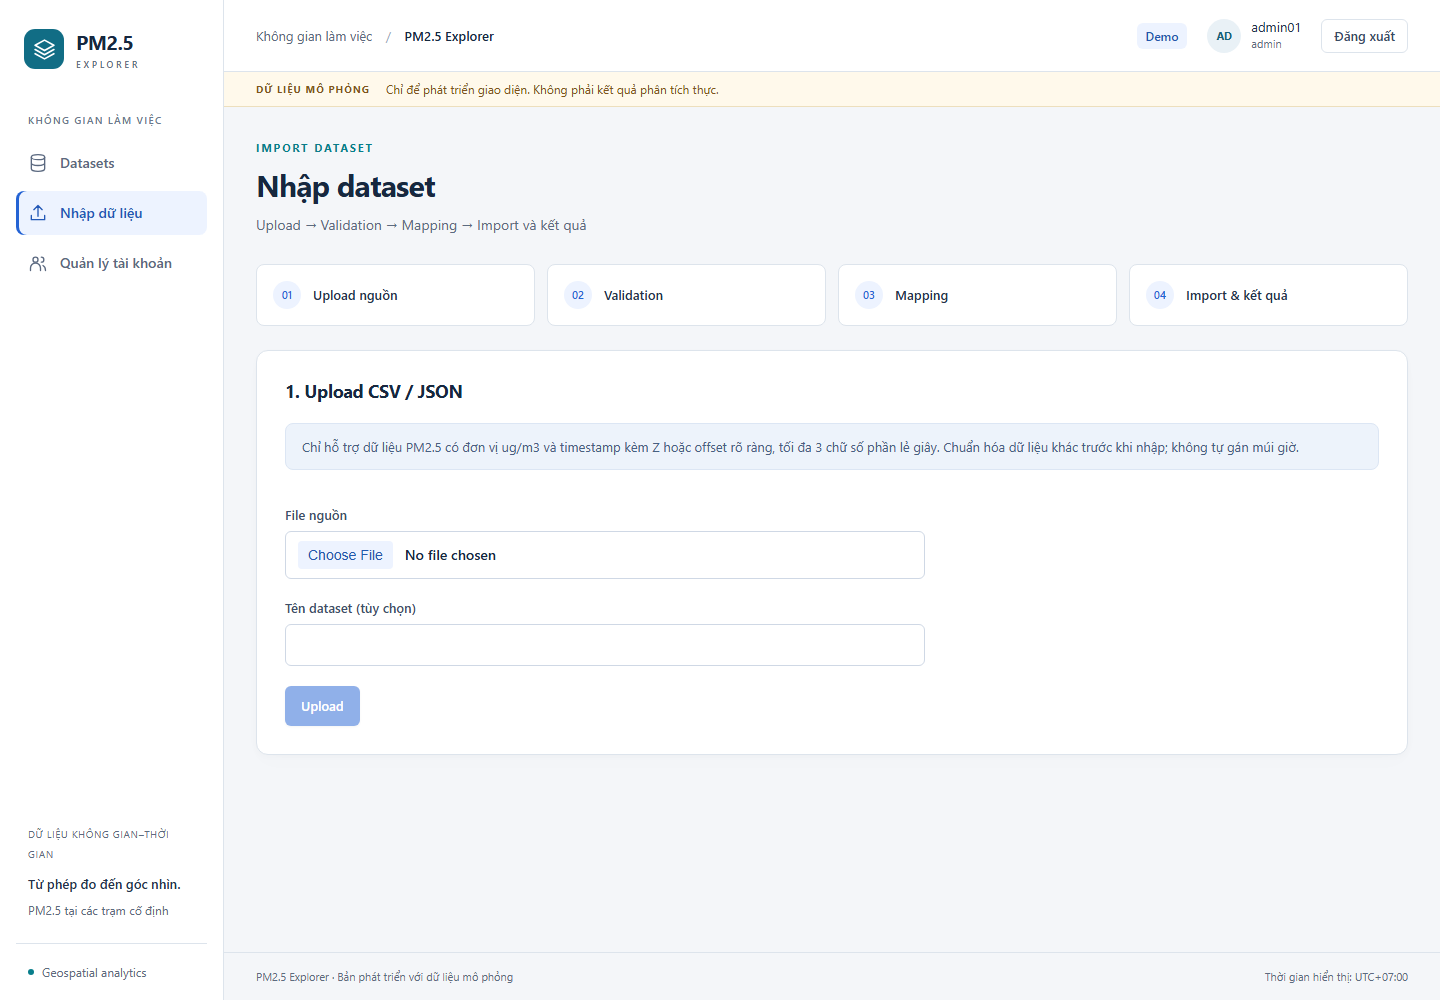 PM2.5
EXPLORER
KHÔNG GIAN LÀM VIỆC
Datasets
Nhập dữ liệu
Quản lý tài khoản
DỮ LIỆU KHÔNG GIAN–THỜI
GIAN
Từ phép đo đến góc nhìn.
PM2.5 tại các trạm cố định
Geospatial analytics
Không gian làm việc / PM2.5 Explorer
Demo
AD
admin01
admin
Đăng xuất
DỮ LIỆU MÔ PHỎNG Chỉ để phát triển giao diện. Không phải kết quả phân tích thực.
IMPORT DATASET
Nhập dataset
Upload → Validation → Mapping → Import và kết quả
01 Upload nguồn
02 Validation
03 Mapping
04 Import & kết quả
1. Upload CSV / JSON
Chỉ hỗ trợ dữ liệu PM2.5 có đơn vị ug/m3 và timestamp kèm Z hoặc offset rõ ràng, tối đa 3 chữ số phần lẻ giây. Chuẩn hóa dữ liệu khác trước khi nhập; không tự gán múi giờ.
File nguồn
Choose File No file chosen
Tên dataset (tùy chọn)
Upload
PM2.5 Explorer · Bản phát triển với dữ liệu mô phỏng
Thời gian hiển thị: UTC+07:00